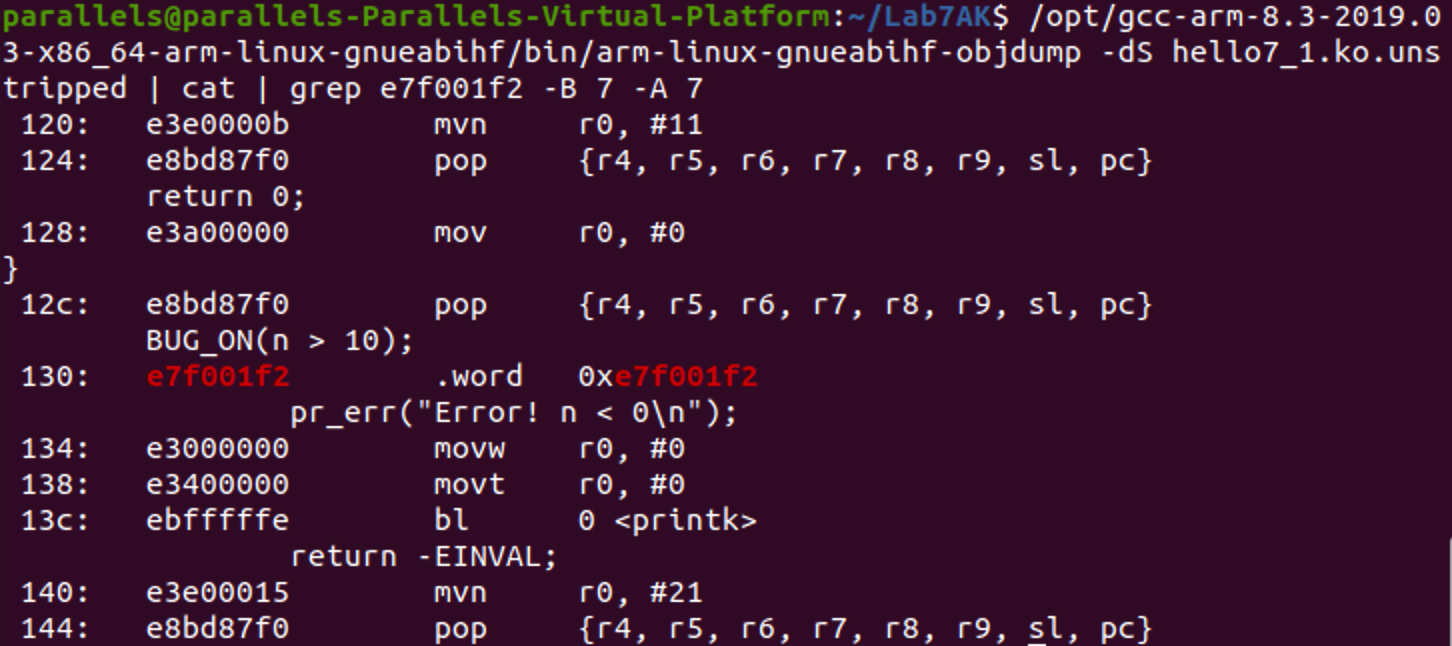 parallels@parallels-Parallels-Virtual-Platform:~/Lab7AK$ /opt/gcc-arm-8.3-2019.0
3-x86_64-arm-linux-gnueabihf/bin/arm-linux-gnueabihf-objdump -dS hello7_1.ko.uns
tripped | cat | grep e7f001f2 -B 7 -A 7
 120:   e3e0000b        mvn     r0, #11
 124:   e8bd87f0        pop     {r4, r5, r6, r7, r8, r9, sl, pc}
        return 0;
 128:   e3a00000        mov     r0, #0
}
 12c:   e8bd87f0        pop     {r4, r5, r6, r7, r8, r9, sl, pc}
        BUG_ON(n > 10);
 130:   e7f001f2        .word   0xe7f001f2
                pr_err("Error! n < 0\n");
 134:   e3000000        movw    r0, #0
 138:   e3400000        movt    r0, #0
 13c:   ebfffffe        bl      0 <printk>
                return -EINVAL;
 140:   e3e00015        mvn     r0, #21
 144:   e8bd87f0        pop     {r4, r5, r6, r7, r8, r9, sl, pc}